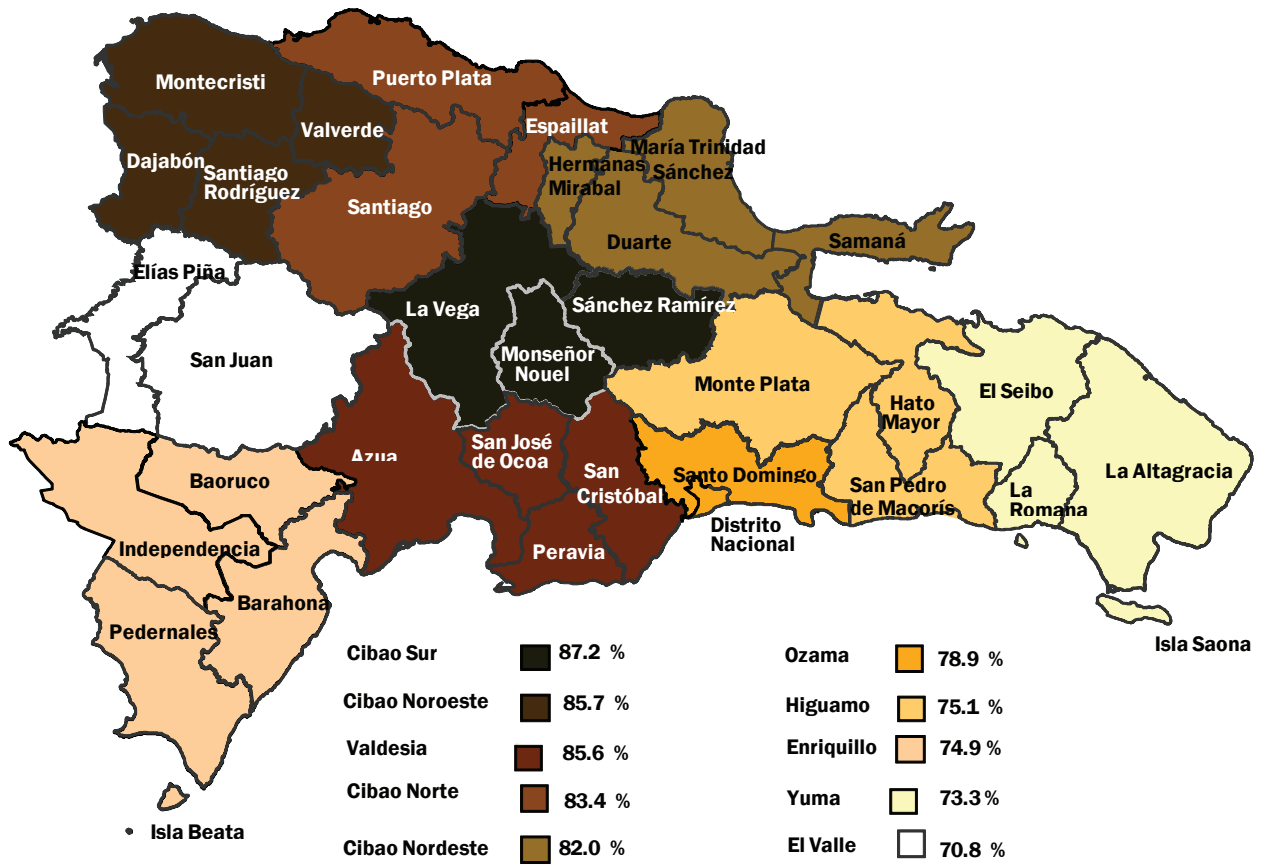 Montecristi
Puerto Plata
Valverde
Espaillat
María Trinidad
Sánchez
Dajabón
Santiago
Rodríguez
Hermanas
Mirabal
Santiago
Duarte
Samaná
Elías Piña
La Vega
Sánchez Ramírez
San Juan
Monseñor
Nouel
Monte Plata
El Seibo
Hato
Mayor
Azua
San José
de Ocoa
San
Cristóbal
Santo Domingo
La Altagracia
Baoruco
San Pedro
de Macorís
La
Romana
Distrito
Nacional
Independencia
Peravia
Barahona
Pedernales
Isla Saona
Isla Beata
Cibao Sur 87.2 %
Cibao Noroeste 85.7 %
Valdesia 85.6 %
Cibao Norte 83.4 %
Cibao Nordeste 82.0 %
Ozama 78.9 %
Higuamo 75.1 %
Enriquillo 74.9 %
Yuma 73.3 %
El Valle 70.8 %